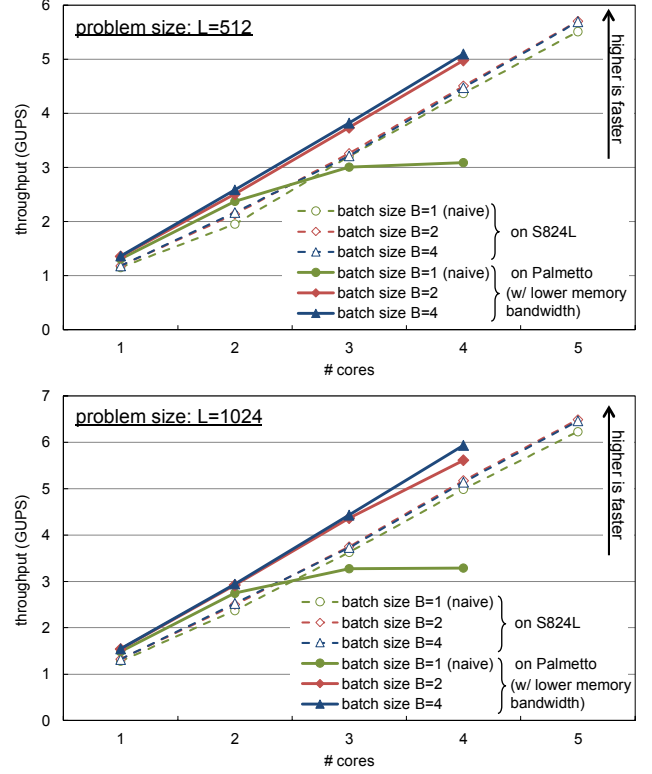 problem size: L=512
throughput (GUPS)
6
5
4
3
2
1
0
higher is faster
batch size B=1 (naive)
batch size B=2
batch size B=4
on S824L
batch size B=1 (naive)
batch size B=2
batch size B=4
on Palmetto
(w/ lower memory
bandwidth)
1 2 3 4 5
# cores
problem size: L=1024
throughput (GUPS)
7
6
5
4
3
2
1
0
higher is faster
batch size B=1 (naive)
batch size B=2
batch size B=4
on S824L
batch size B=1 (naive)
batch size B=2
batch size B=4
on Palmetto
(w/ lower memory
bandwidth)
1 2 3 4 5
# cores